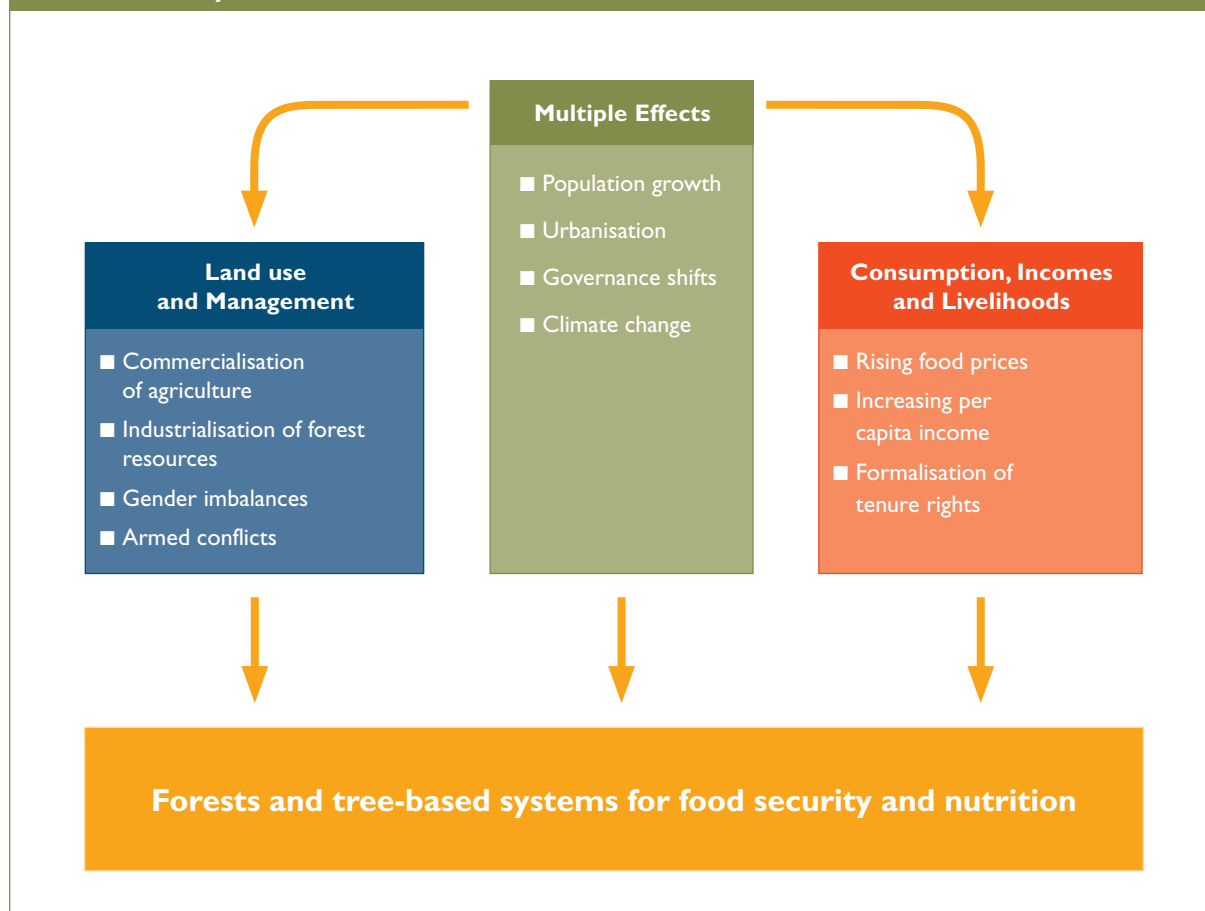 Multiple Effects
■ Population growth
■ Urbanisation
■ Governance shifts
■ Climate change
Land use
and Management
■ Commercialisation
of agriculture
■ Industrialisation of forest
resources
■ Gender imbalances
■ Armed conflicts
Consumption, Incomes
and Livelihoods
■ Rising food prices
■ Increasing per
capita income
■ Formalisation of
tenure rights
Forests and tree-based systems for food security and nutrition